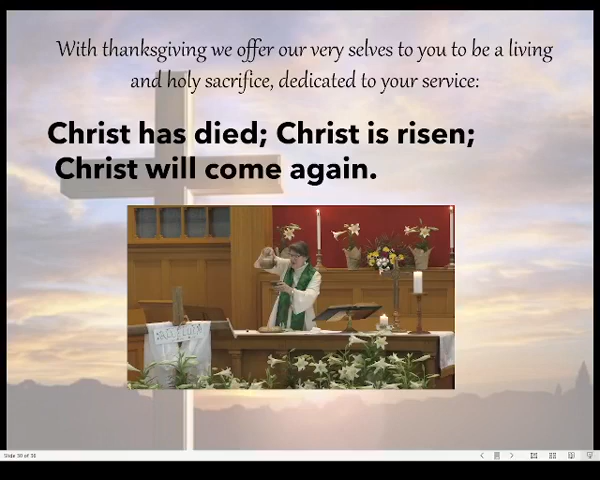 With thanksgiving we offer our very selves to you to be a living
and holy sacrifice, dedicated to your service:
Christ has died; Christ is risen;
Christ will come again.